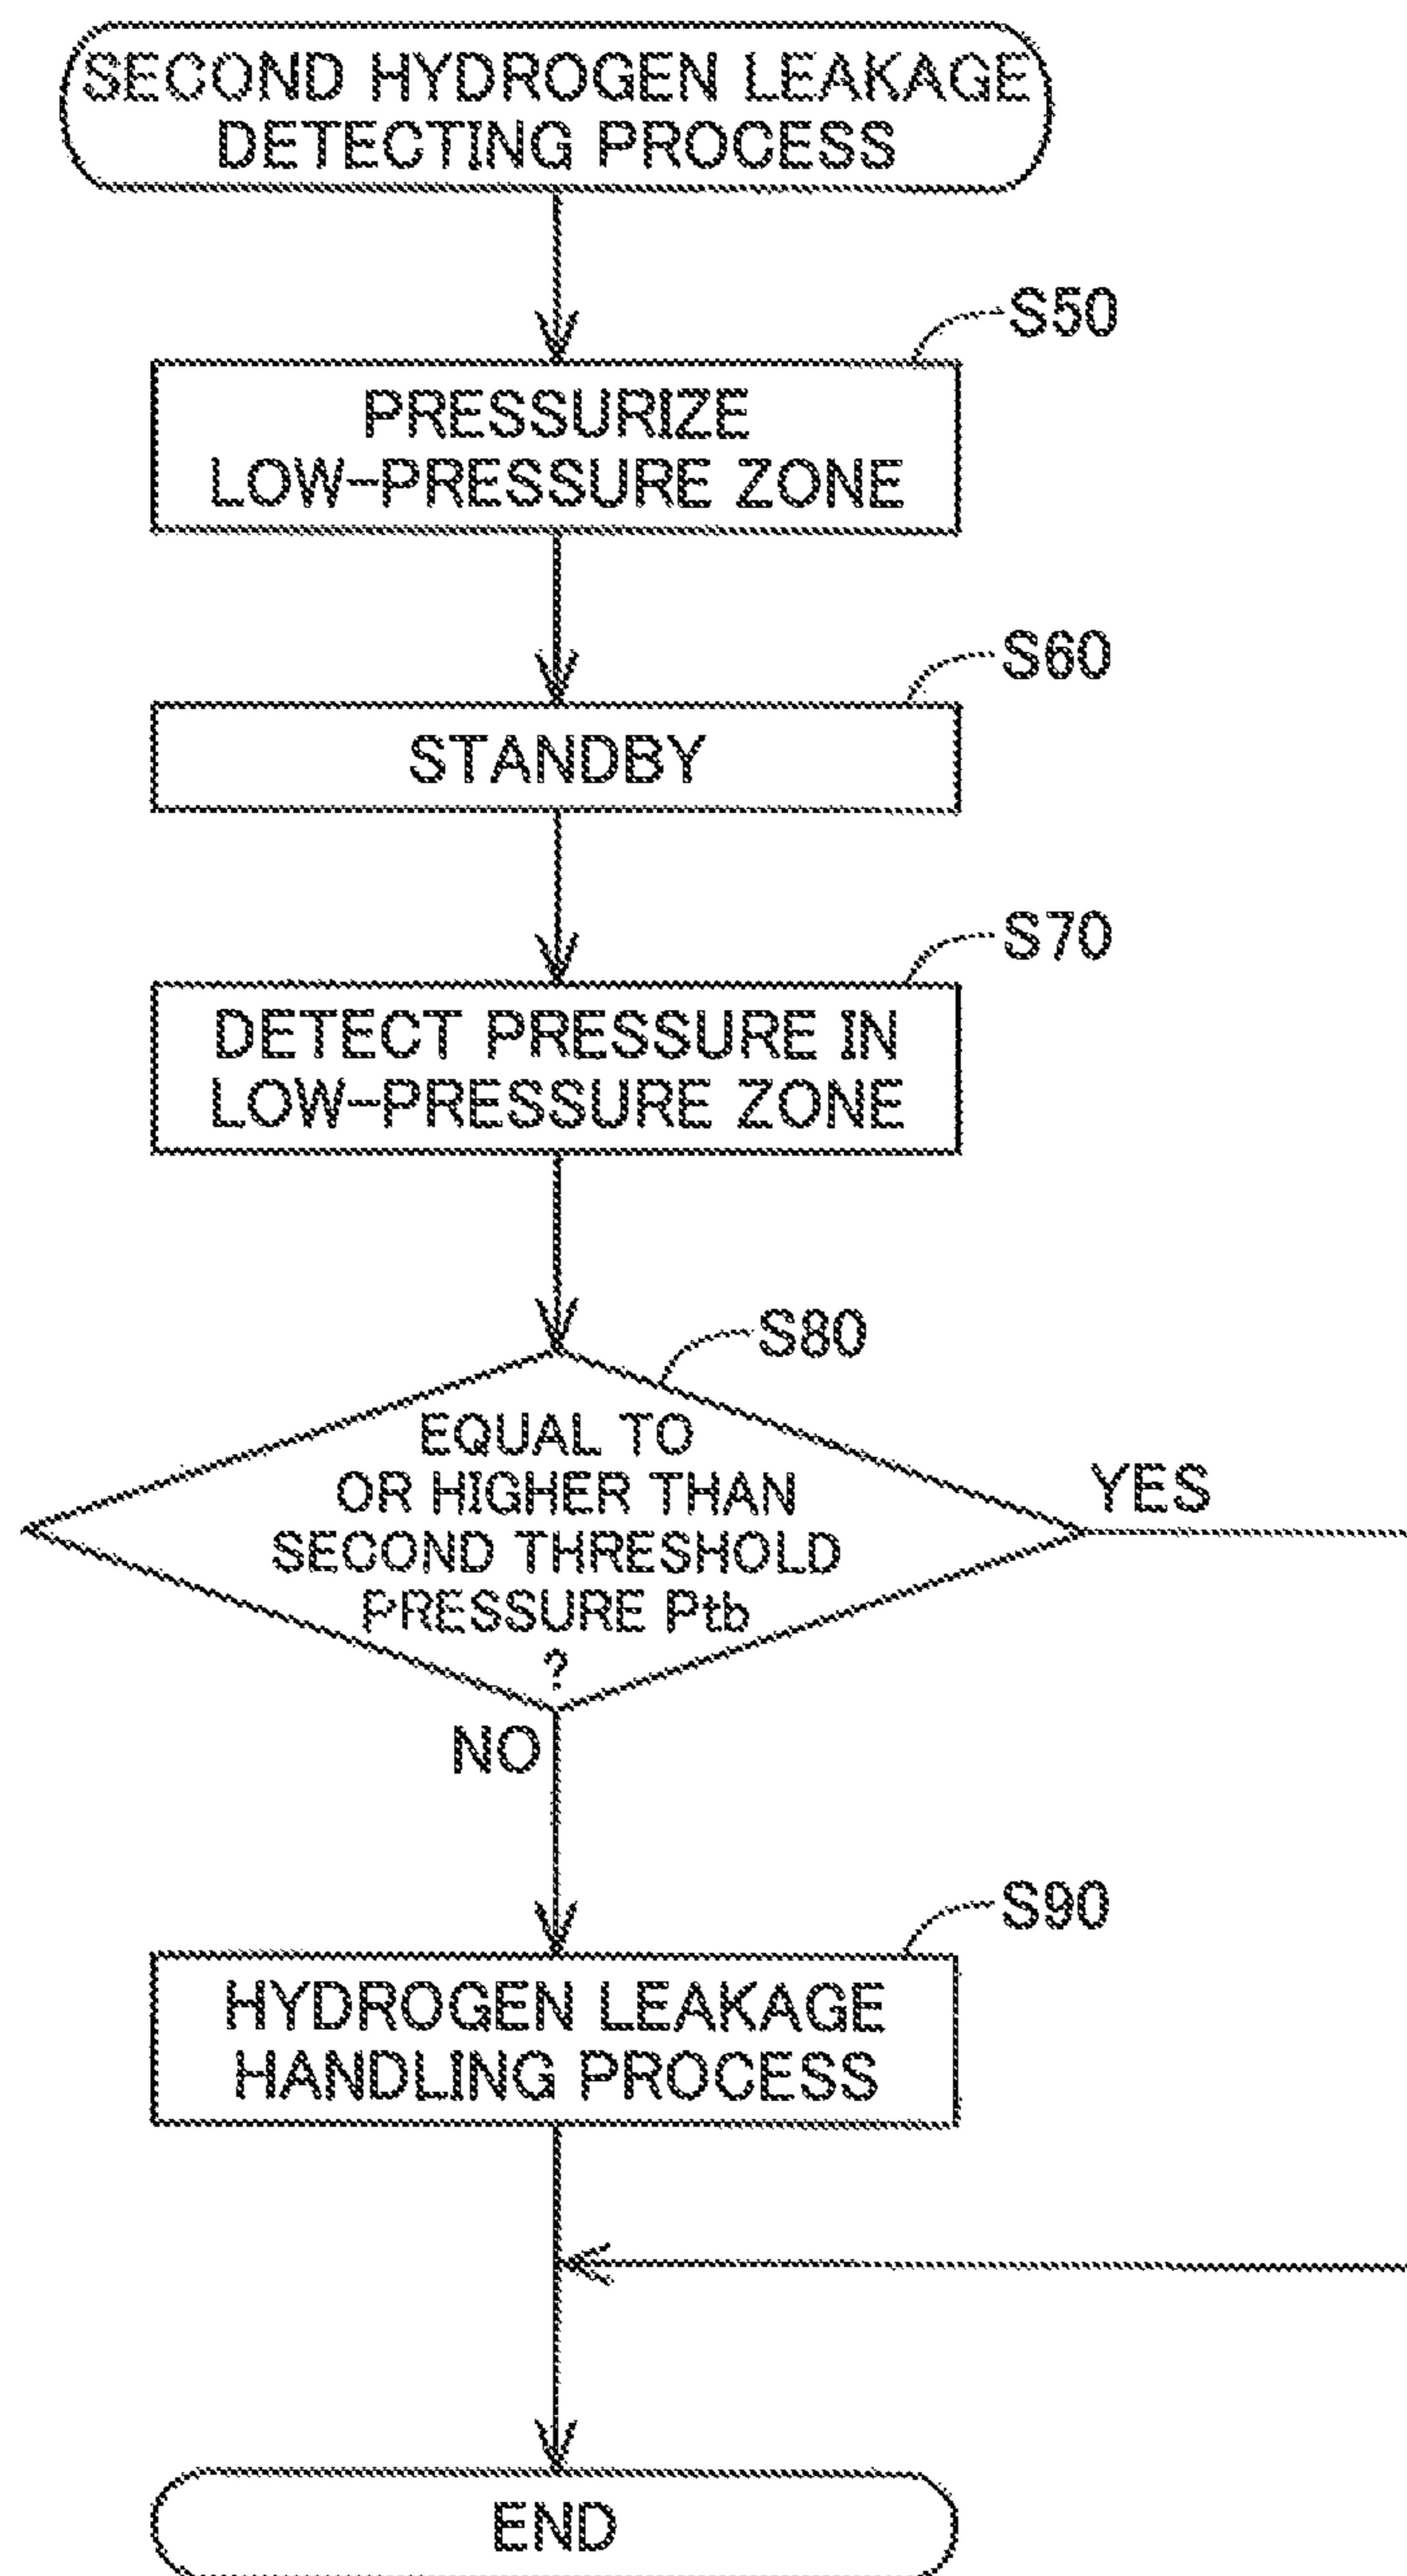 SECOND HYDROGEN LEAKAGE
DETECTING PROCESS
S50
PRESSURIZE
LOW-PRESSURE ZONE
S60
STANDBY
S70
DETECT PRESSURE IN
LOW-PRESSURE ZONE
S80
EQUAL TO
OR HIGHER THAN
SECOND THRESHOLD
PRESSURE Ptb
?
YES
NO
S90
HYDROGEN LEAKAGE
HANDLING PROCESS
END